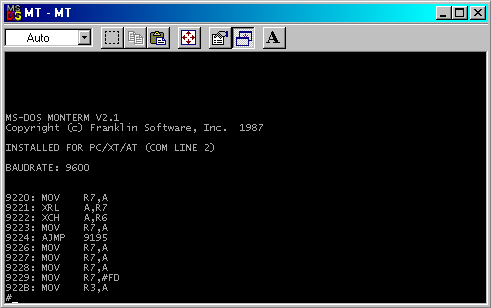 MT - MT
Auto
A
MS-DOS MONTERM V2.1
Copyright (c) Franklin Software, Inc.  1987
INSTALLED FOR PC/XT/AT (COM LINE 2)
BAUDRATE: 9600
9220: MOV    R7,A
9221: XRL    A,R7
9222: XCH    A,R6
9223: MOV    R7,A
9224: AJMP   9195
9226: MOV    R7,A
9227: MOV    R7,A
9228: MOV    R7,A
9229: MOV    R7,#FD
922B: MOV    R3,A
#_